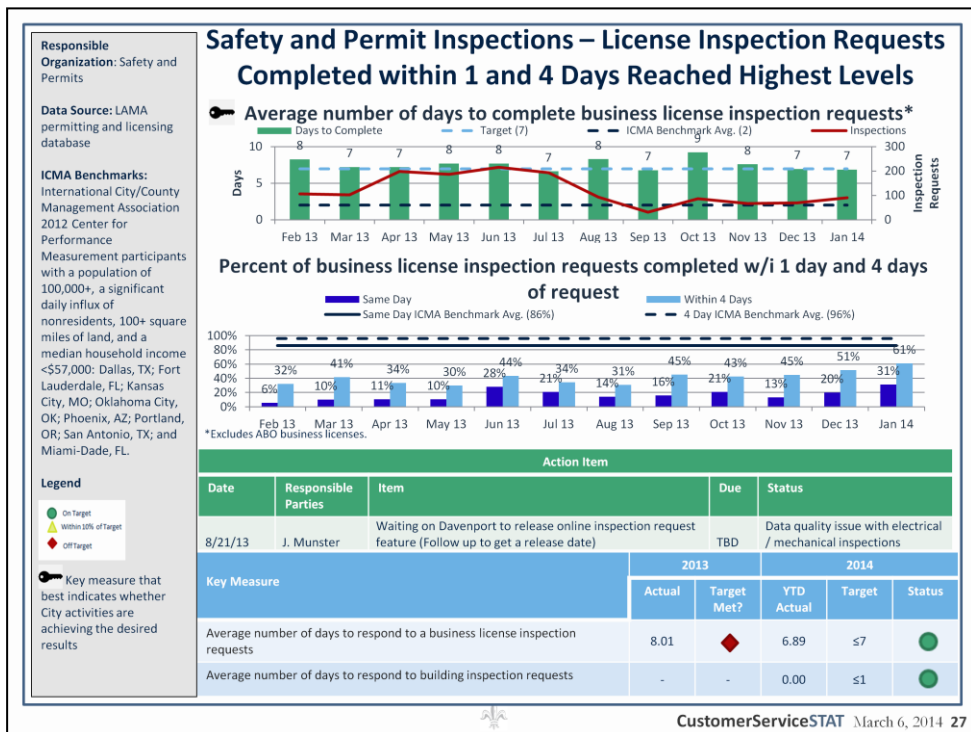 Safety and Permit Inspections – License Inspection Requests
Completed within 1 and 4 Days Reached Highest Levels
Responsible
Organization: Safety and
Permits
Data Source: LAMA
permitting and licensing
database
ICMA Benchmarks:
International City/County
Management Association
2012 Center for
Performance
Measurement participants
with a population of
100,000+, a significant
daily influx of
nonresidents, 100+ square
miles of land, and a
median household income
<$57,000: Dallas, TX; Fort
Lauderdale, FL; Kansas
City, MO; Oklahoma City,
OK; Phoenix, AZ; Portland,
OR; San Antonio, TX; and
Miami-Dade, FL.
Legend
On Target
Within 10% of Target
Off Target
Key measure that
best indicates whether
City activities are
achieving the desired
results
Average number of days to complete business license inspection requests*
Days to Complete Target (7) ICMA Benchmark Avg. (2) Inspections
8 7 7 8 8 7 8 7 9 8 7 7
10
5
0
Days
300
200
100
0
Inspection
Requests
Feb 13 Mar 13 Apr 13 May 13 Jun 13 Jul 13 Aug 13 Sep 13 Oct 13 Nov 13 Dec 13 Jan 14
Percent of business license inspection requests completed w/i 1 day and 4 days
of request
Same Day Within 4 Days
Same Day ICMA Benchmark Avg. (86%) 4 Day ICMA Benchmark Avg. (96%)
100%
80%
60%
40%
20%
0%
6% 32% 10% 41% 11% 34% 10% 30% 28% 44% 21% 34% 14% 31% 16% 45% 21% 43% 13% 45% 20% 51% 31% 61%
Feb 13 Mar 13 Apr 13 May 13 Jun 13 Jul 13 Aug 13 Sep 13 Oct 13 Nov 13 Dec 13 Jan 14
*Excludes ABO business licenses.
Action Item
Date Responsible Parties Item Due Status
8/21/13 J. Munster Waiting on Davenport to release online inspection request feature (Follow up to get a release date) TBD Data quality issue with electrical / mechanical inspections
Key Measure 2013 2014
Actual Target Met? YTD Actual Target Status
Average number of days to respond to a business license inspection requests 8.01 6.89 ≤7
Average number of days to respond to building inspection requests - - 0.00 ≤1
CustomerServiceSTAT March 6, 2014 27